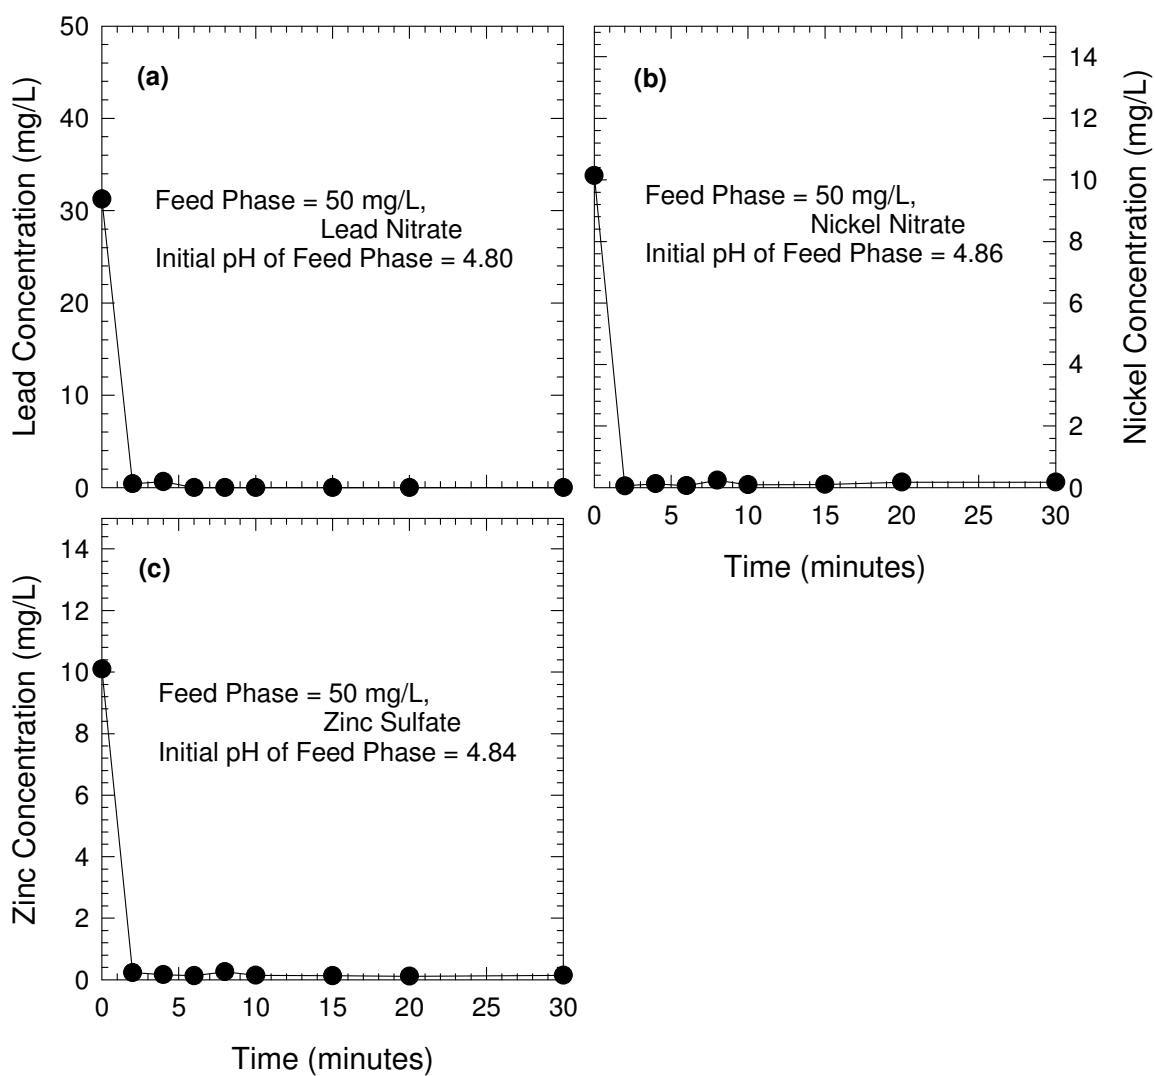 50
40
30
20
10
0
Lead Concentration (mg/L)
(a)
Feed Phase = 50 mg/L,
Lead Nitrate
Initial pH of Feed Phase = 4.80
(b)
Feed Phase = 50 mg/L,
Nickel Nitrate
Initial pH of Feed Phase = 4.86
14
12
10
8
6
4
2
0
Nickel Concentration (mg/L)
0 5 10 15 20 25 30
Time (minutes)
14
12
10
8
6
4
2
0
Zinc Concentration (mg/L)
(c)
Feed Phase = 50 mg/L,
Zinc Sulfate
Initial pH of Feed Phase = 4.84
0 5 10 15 20 25 30
Time (minutes)